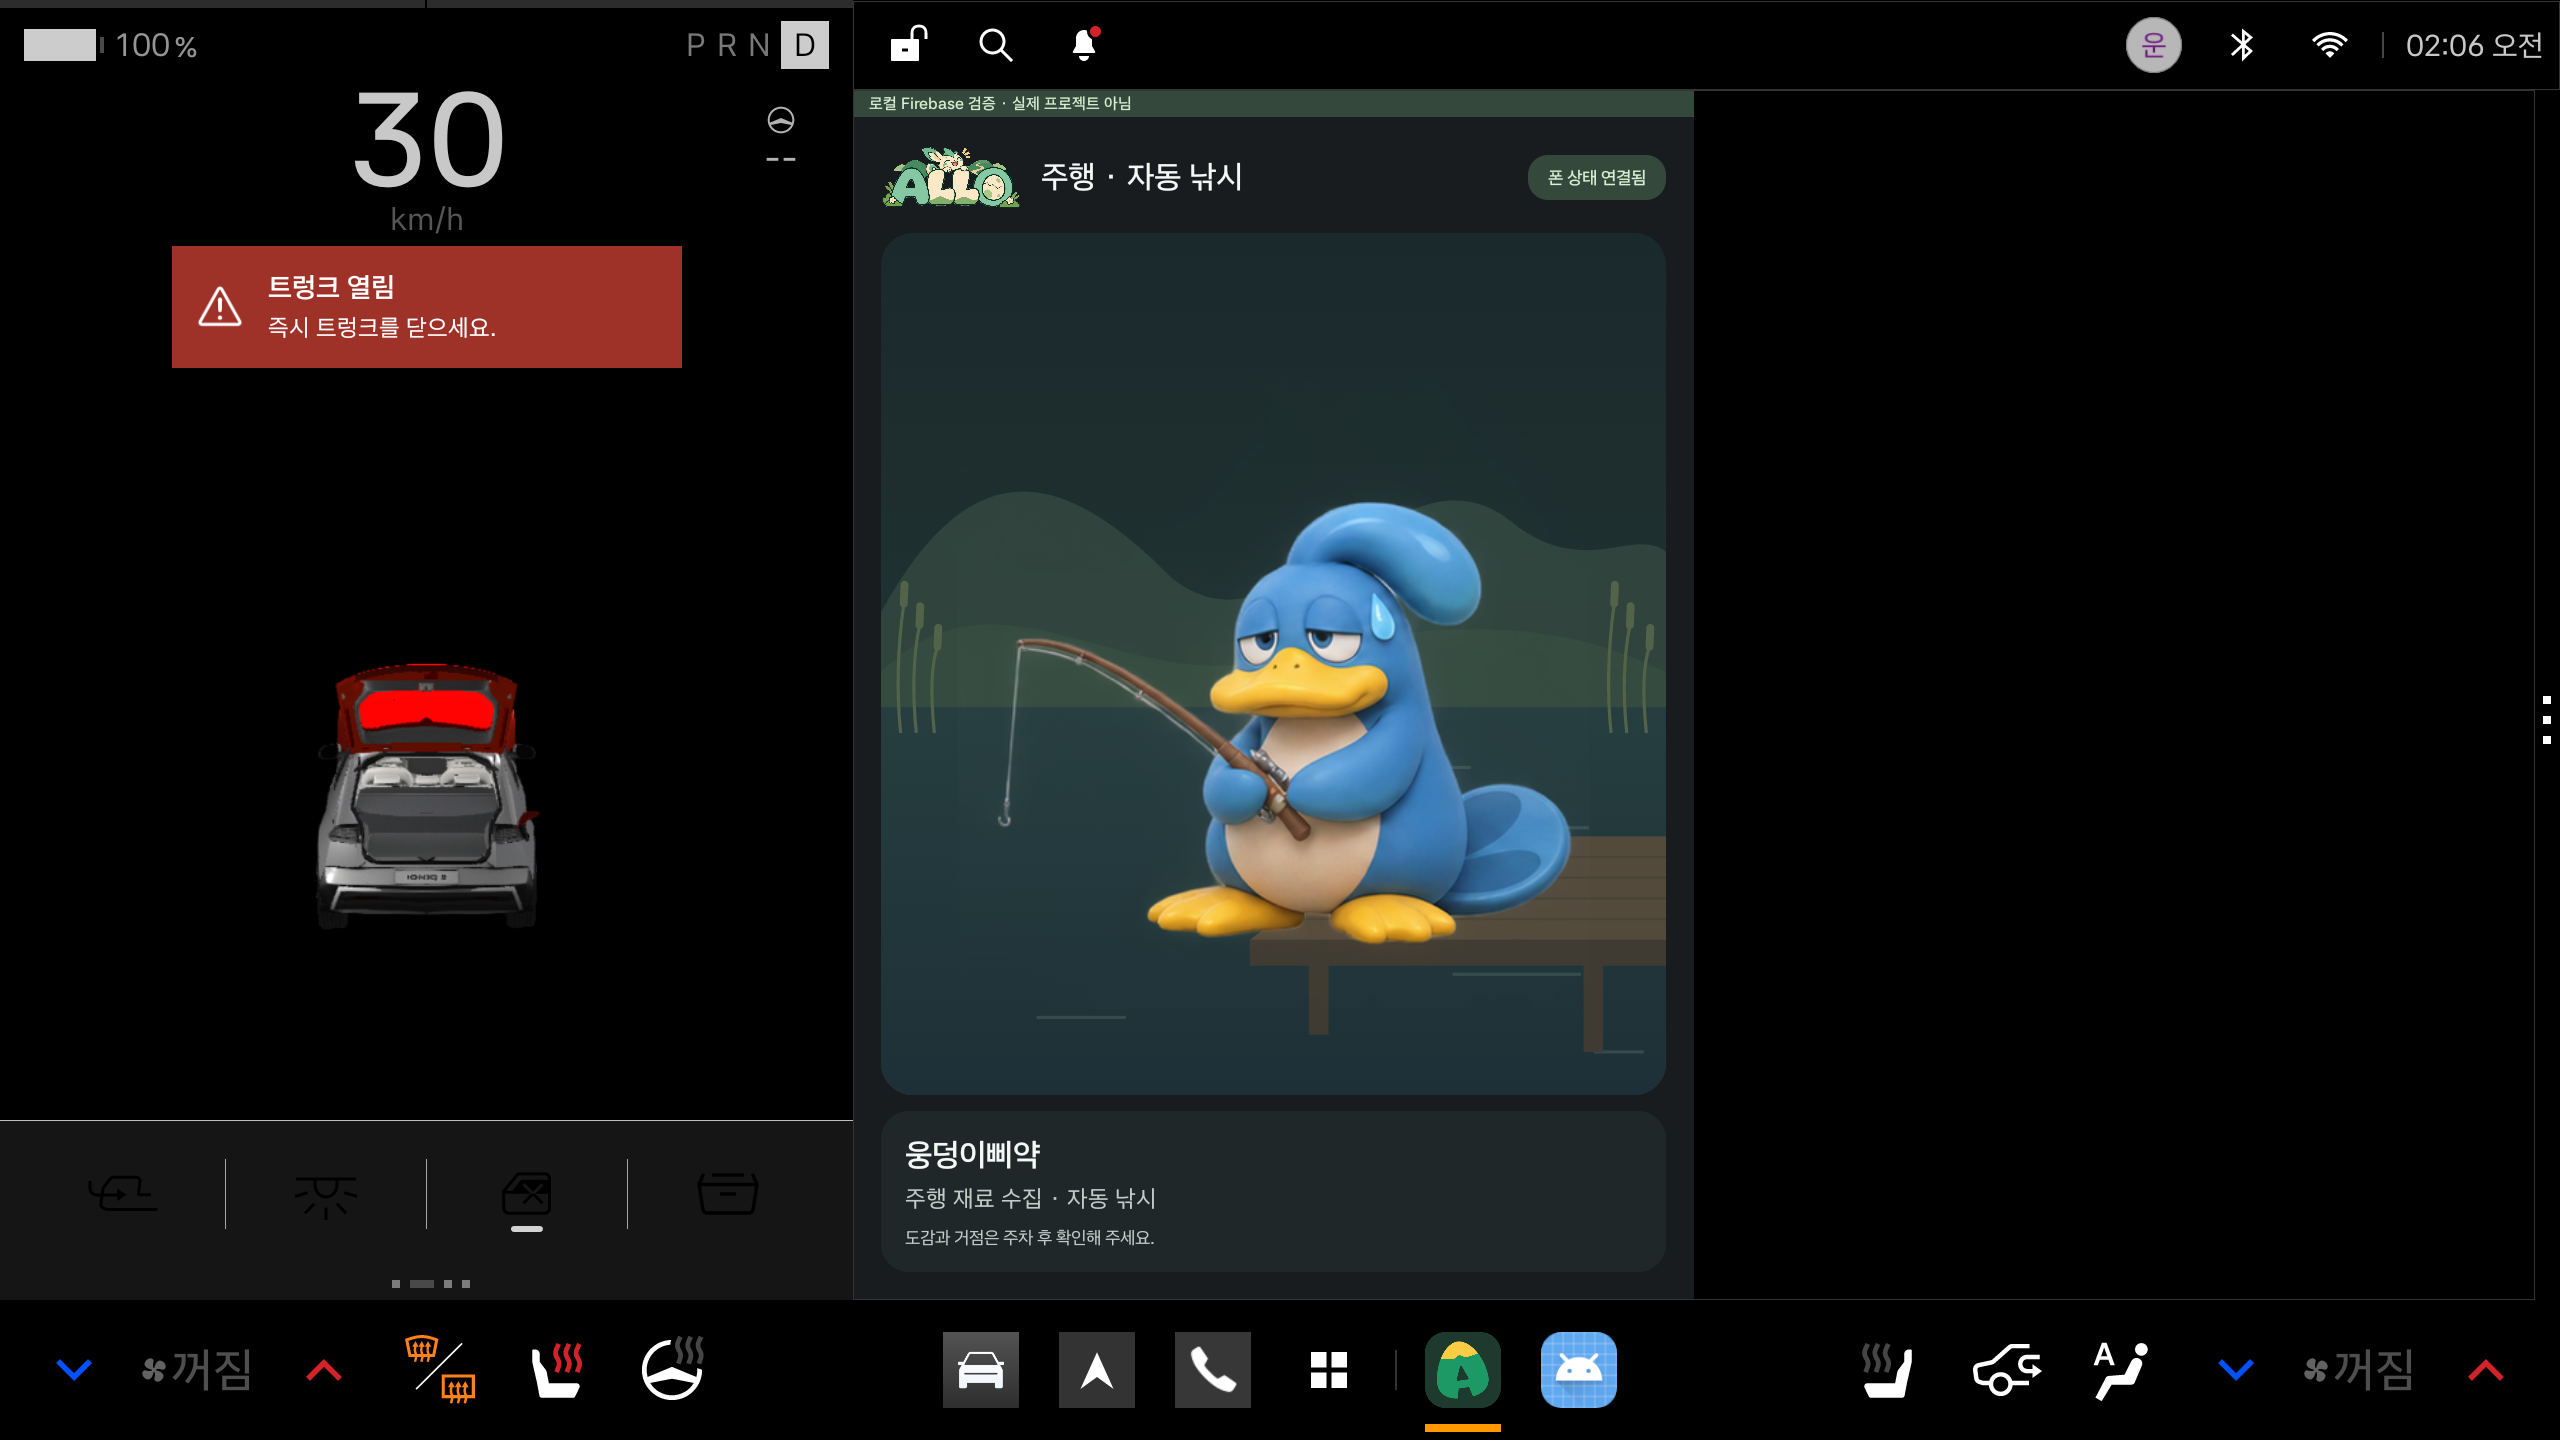 100%
P R N D
30
km/h
--
트렁크 열림
즉시 트렁크를 닫으세요.
운
02:06 오전
로컬 Firebase 검증 · 실제 프로젝트 아님
ALLO
주행 · 자동 낚시
폰 상태 연결됨
IONIQ 5
웅덩이삐약
주행 재료 수집 · 자동 낚시
도감과 거점은 주차 후 확인해 주세요.
꺼짐
A
A
꺼짐